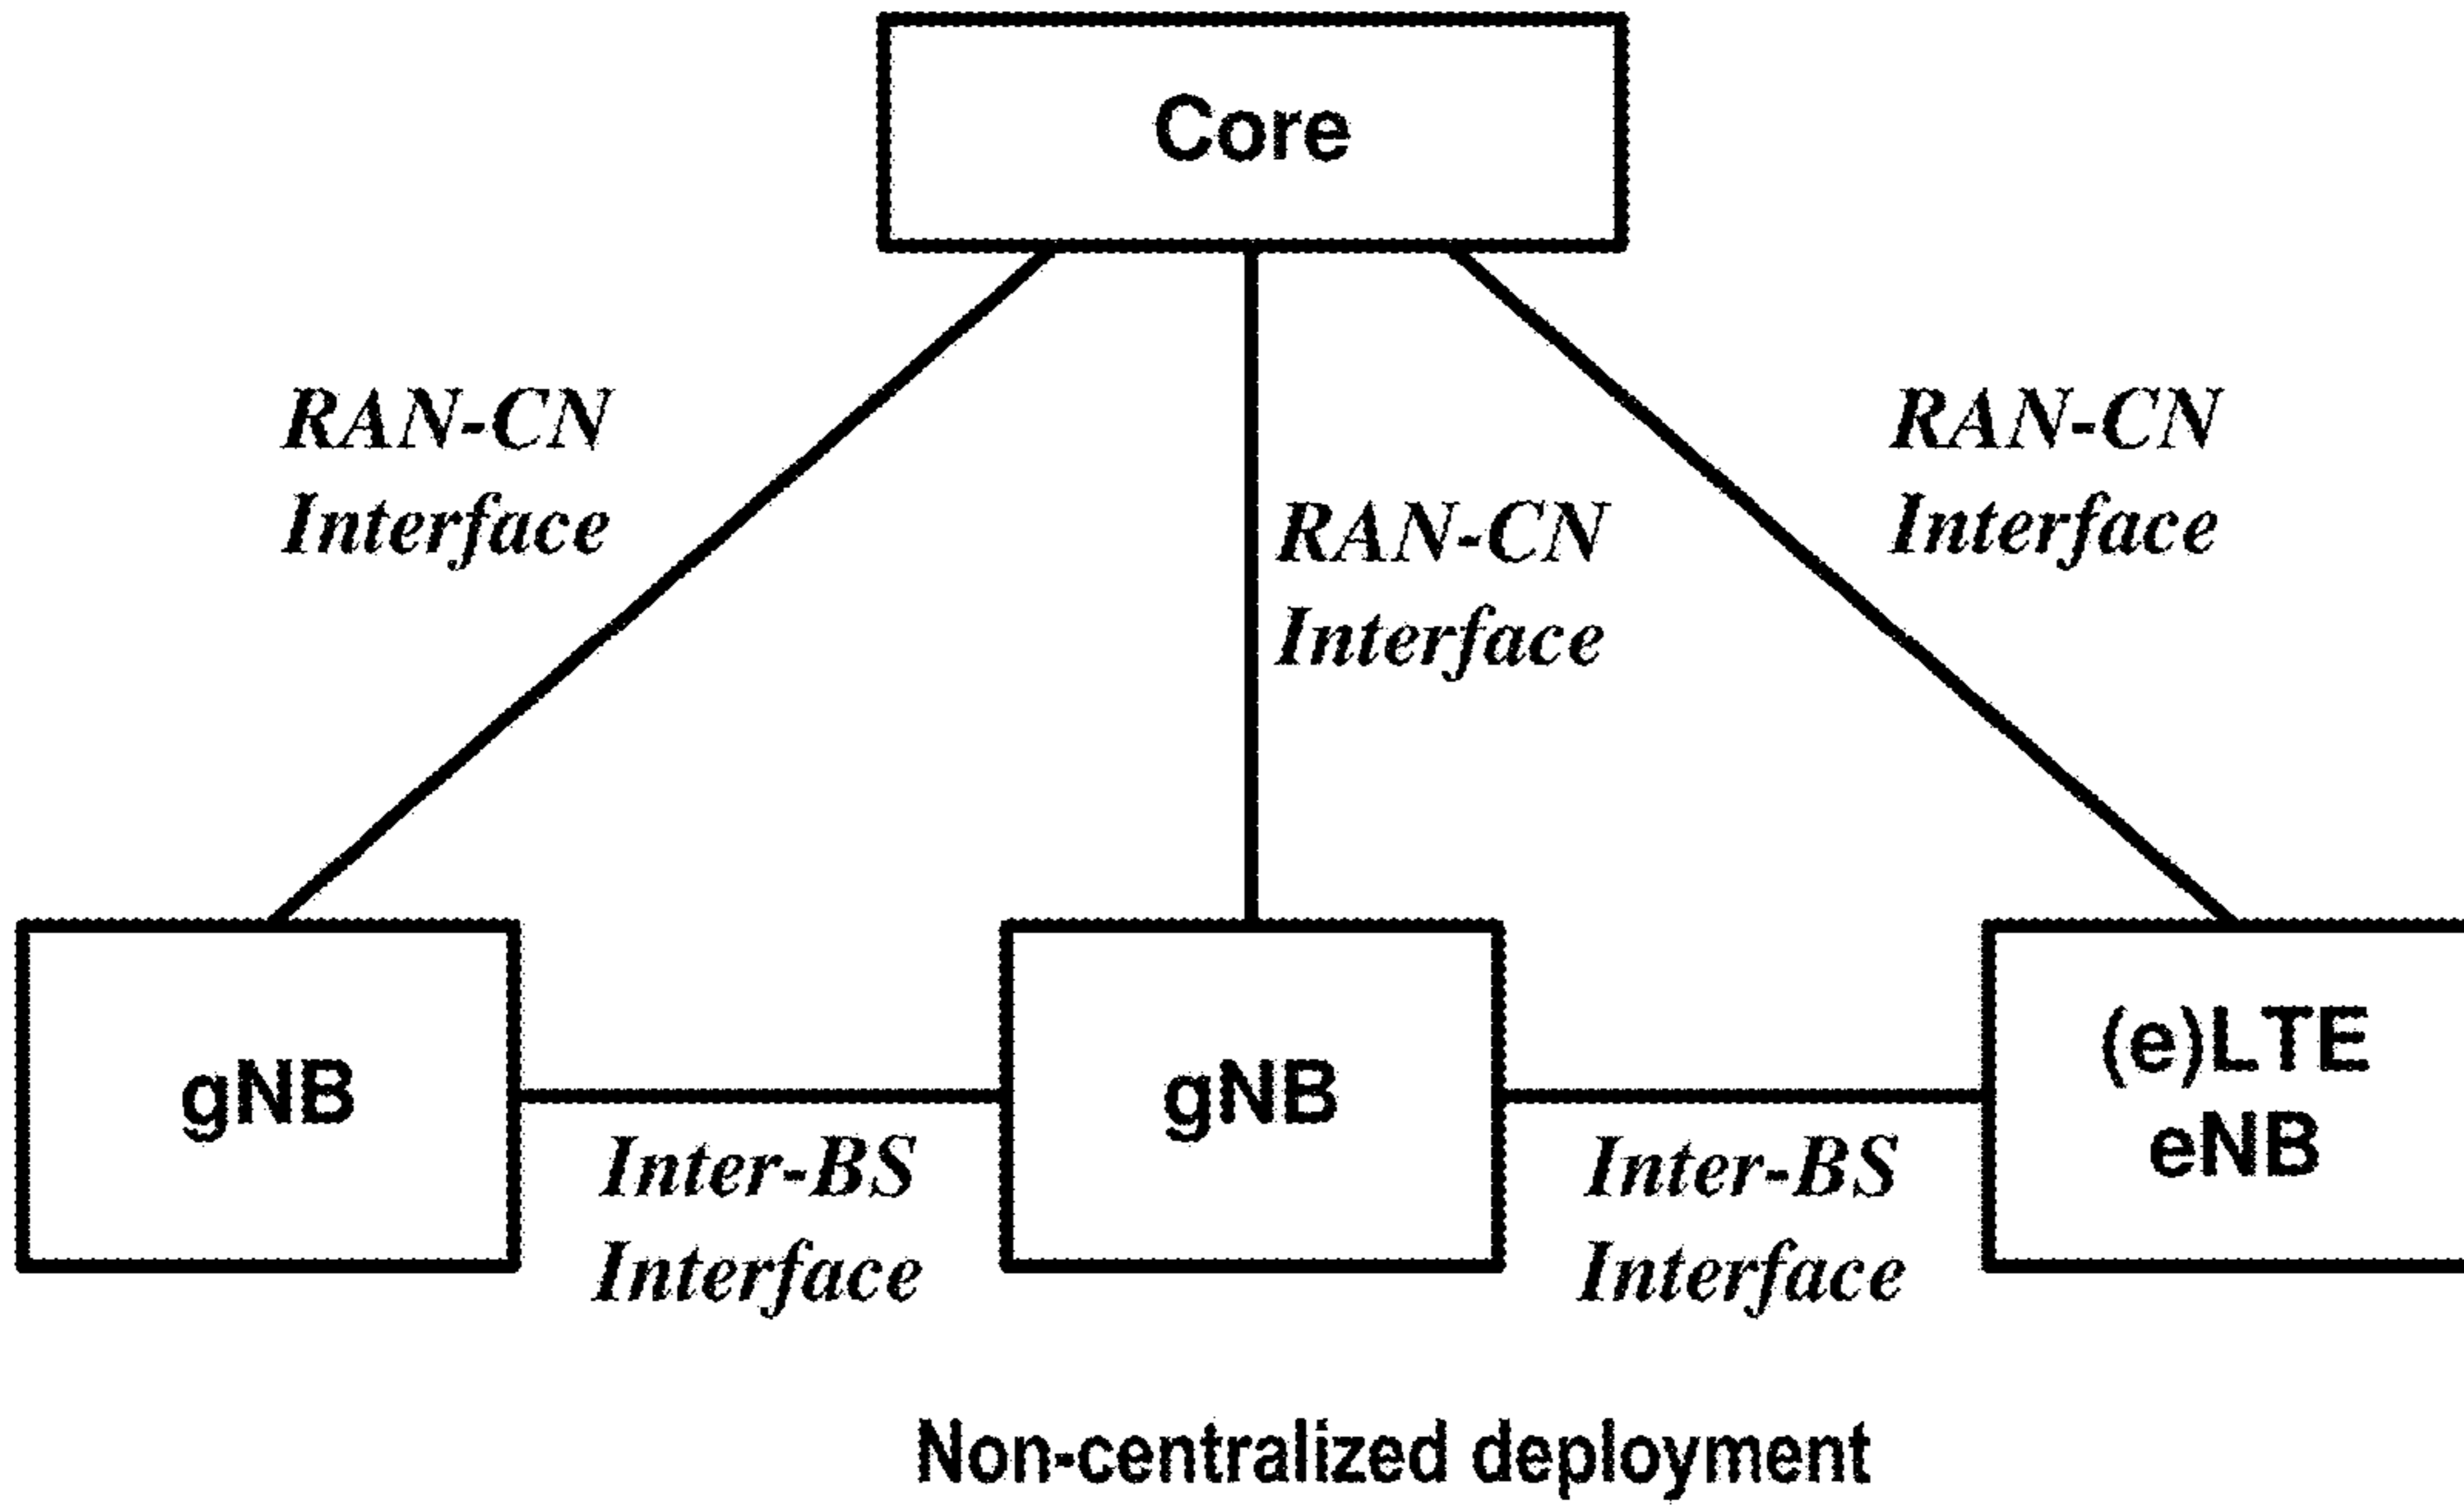 Core
RAN-CN
Interface
RAN-CN
Interface
RAN-CN
Interface
gNB
gNB
(e)LTE
eNB
Inter-BS
Interface
Inter-BS
Interface
Non-centralized deployment